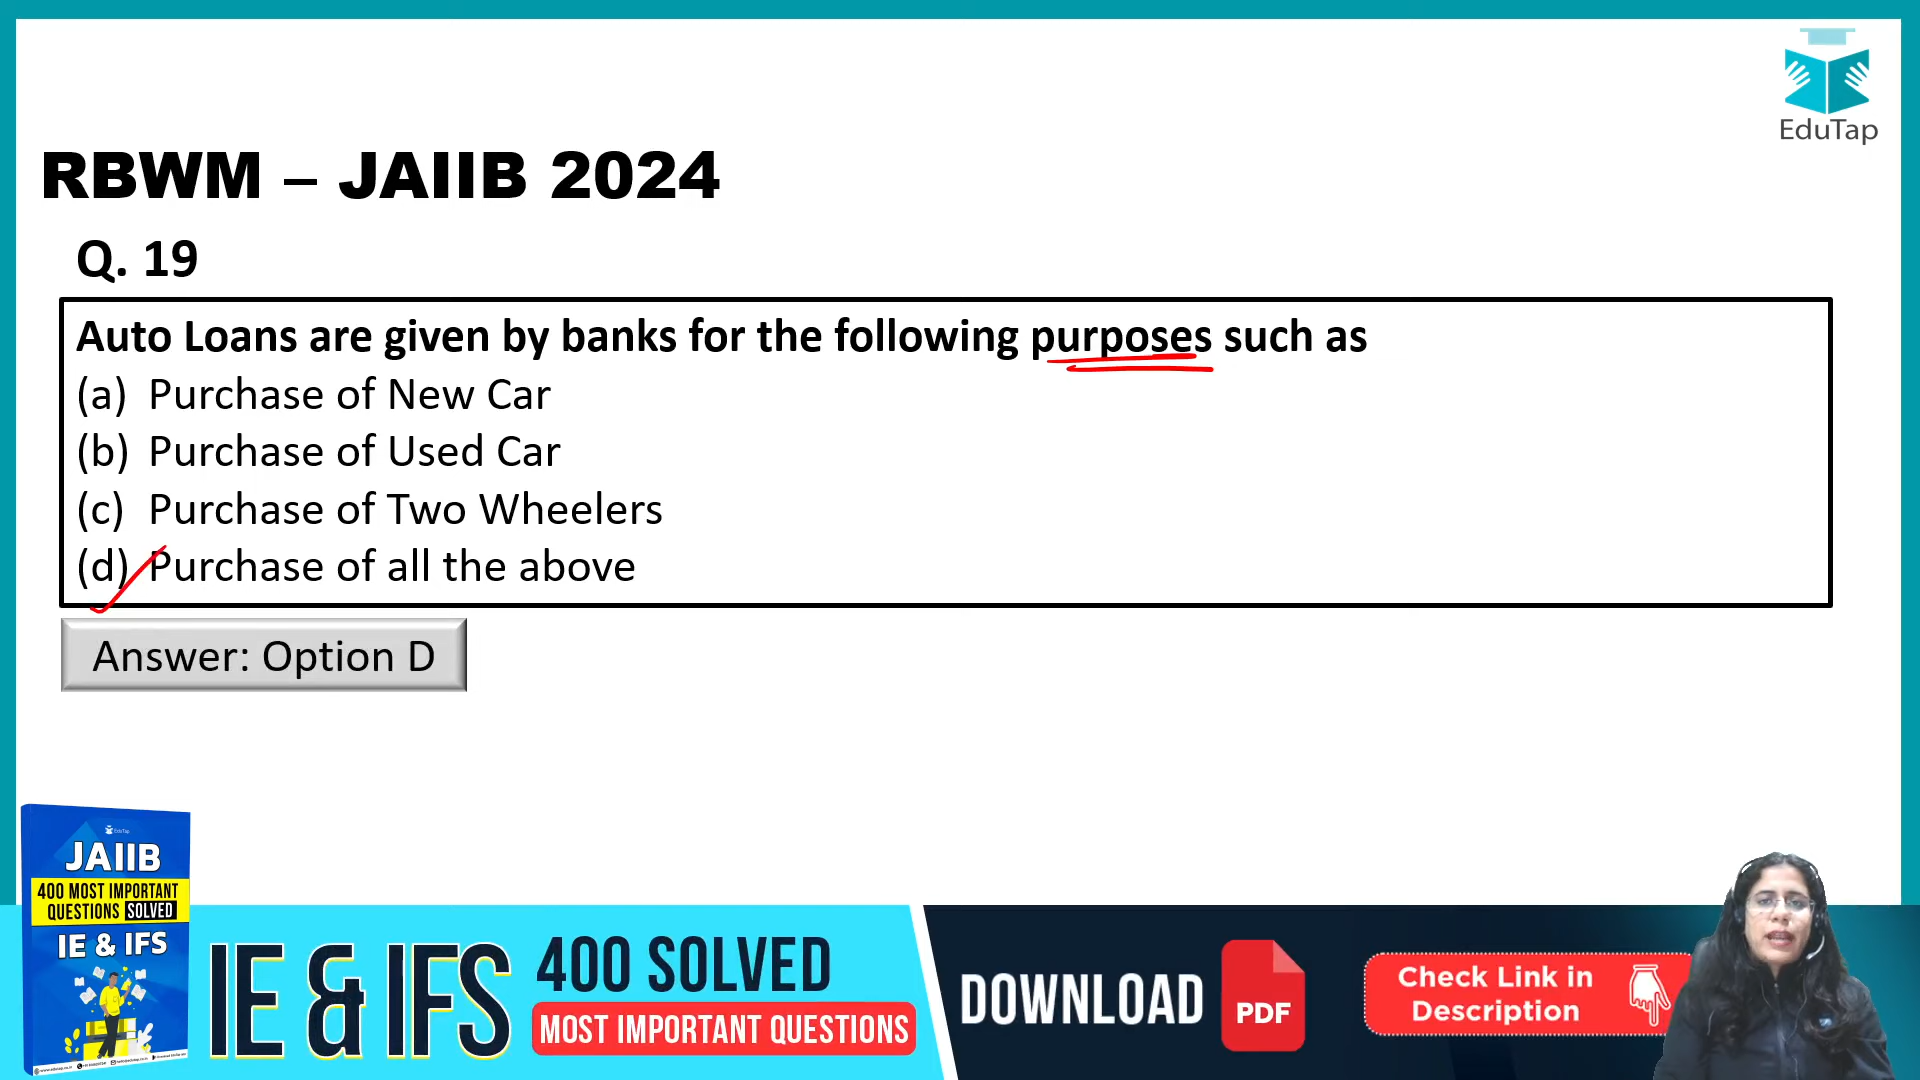 EduTap
RBWM – JAIIB 2024
Q. 19
Auto Loans are given by banks for the following purposes such as
(a) Purchase of New Car
(b) Purchase of Used Car
(c) Purchase of Two Wheelers
(d) Purchase of all the above
Answer: Option D
EduTap
JAIIB
400 MOST IMPORTANT
QUESTIONS SOLVED
IE & IFS
IE & IFS
400 SOLVED
MOST IMPORTANT QUESTIONS
DOWNLOAD
PDF
Check Link in
Description